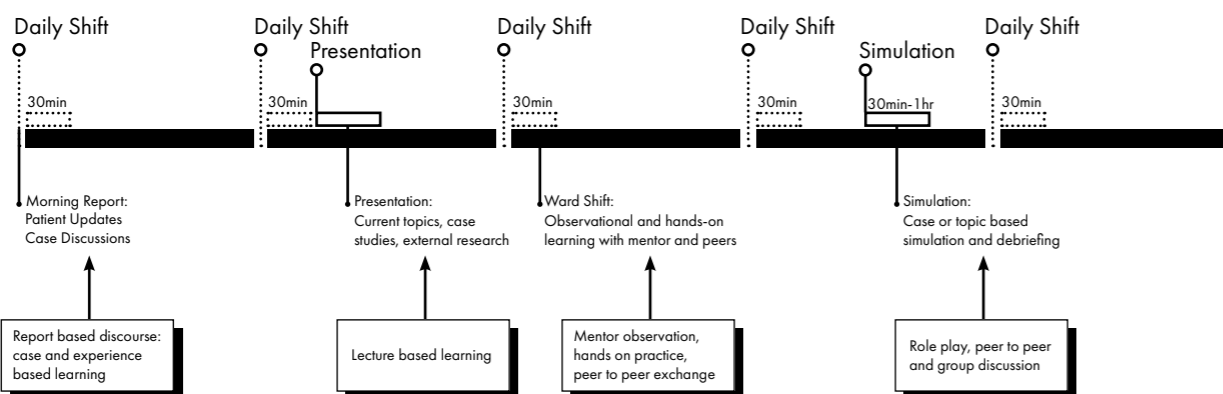 Daily Shift
Daily Shift
Daily Shift
Daily Shift
Daily Shift
Presentation
Simulation
30min
30min
30min
30min
30min-1hr
30min
Morning Report:
Patient Updates
Case Discussions
Presentation:
Current topics, case
studies, external research
Ward Shift:
Observational and hands-on
learning with mentor and peers
Simulation:
Case or topic based
simulation and debriefing
Report based discourse:
case and experience
based learning
Lecture based learning
Mentor observation,
hands on practice,
peer to peer exchange
Role play, peer to peer
and group discussion